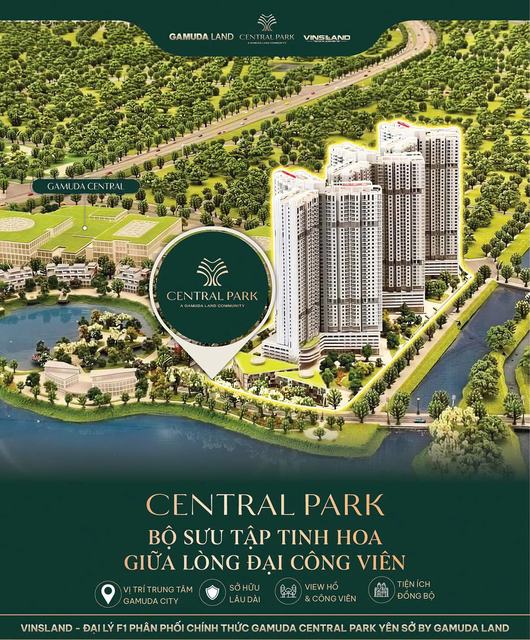 GAMUDA LAND
CENTRAL PARK
A GAMUDA LAND COMMUNITY
VINSLAND
GAMUDA CENTRAL
CENTRAL PARK
A GAMUDA LAND COMMUNITY
CENTRAL PARK
BỘ SƯU TẬP TINH HOA
GIỮA LÒNG ĐẠI CÔNG VIÊN
VỊ TRÍ TRUNG TÂM
GAMUDA CITY
SỞ HỮU
LÂU DÀI
VIEW HỒ
& CÔNG VIÊN
TIỆN ÍCH
ĐỒNG BỘ
VINSLAND - ĐẠI LÝ F1 PHÂN PHỐI CHÍNH THỨC GAMUDA CENTRAL PARK YÊN SỞ BY GAMUDA LAND